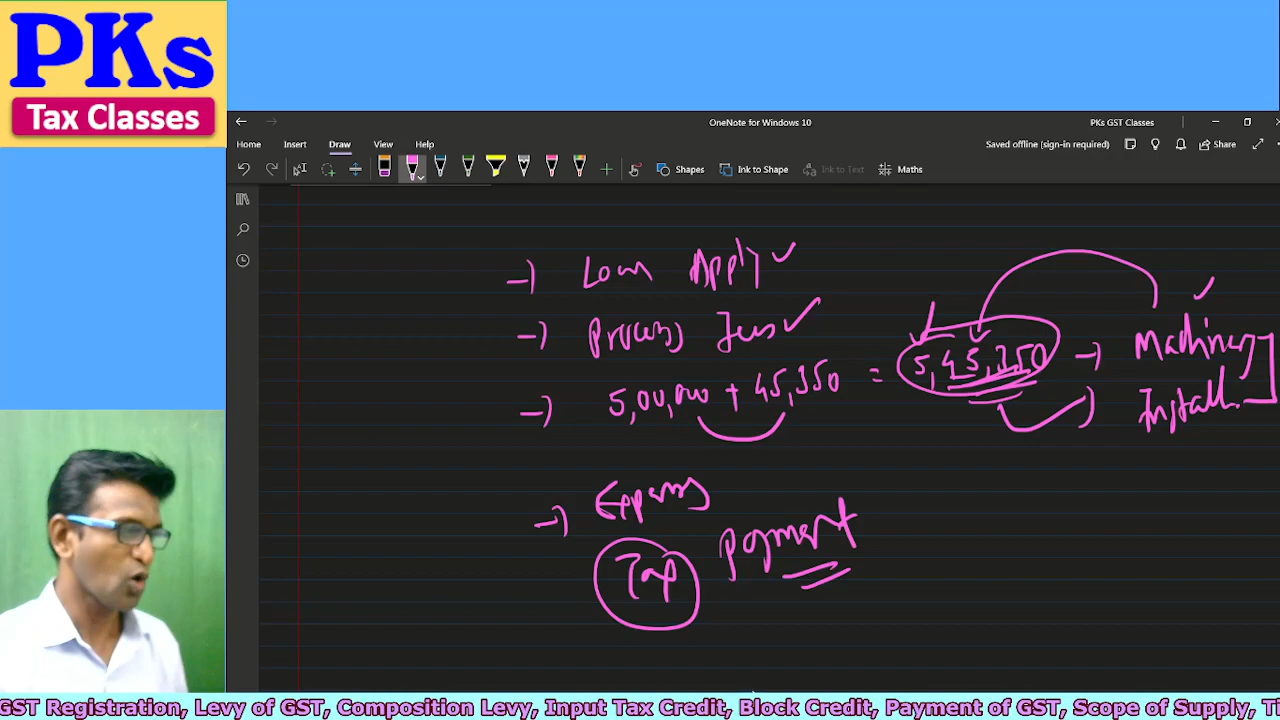 PKs
Tax Classes
OneNote for Windows 10
PKs GST Classes
Home Insert Draw View Help
Saved offline (sign-in required)
Share
Shapes
Ink to Shape
Ink to Text
Maths
→ Loan Apply ✓
→ Process Fees ✓
→ 5,00,000 + 45,350 = 5,45,350 → Machinery ✓
Install.
→ Expenses
payment
GST Registration, Levy of GST, Composition Levy, Input Tax Credit, Block Credit, Payment of GST, Scope of Supply, T